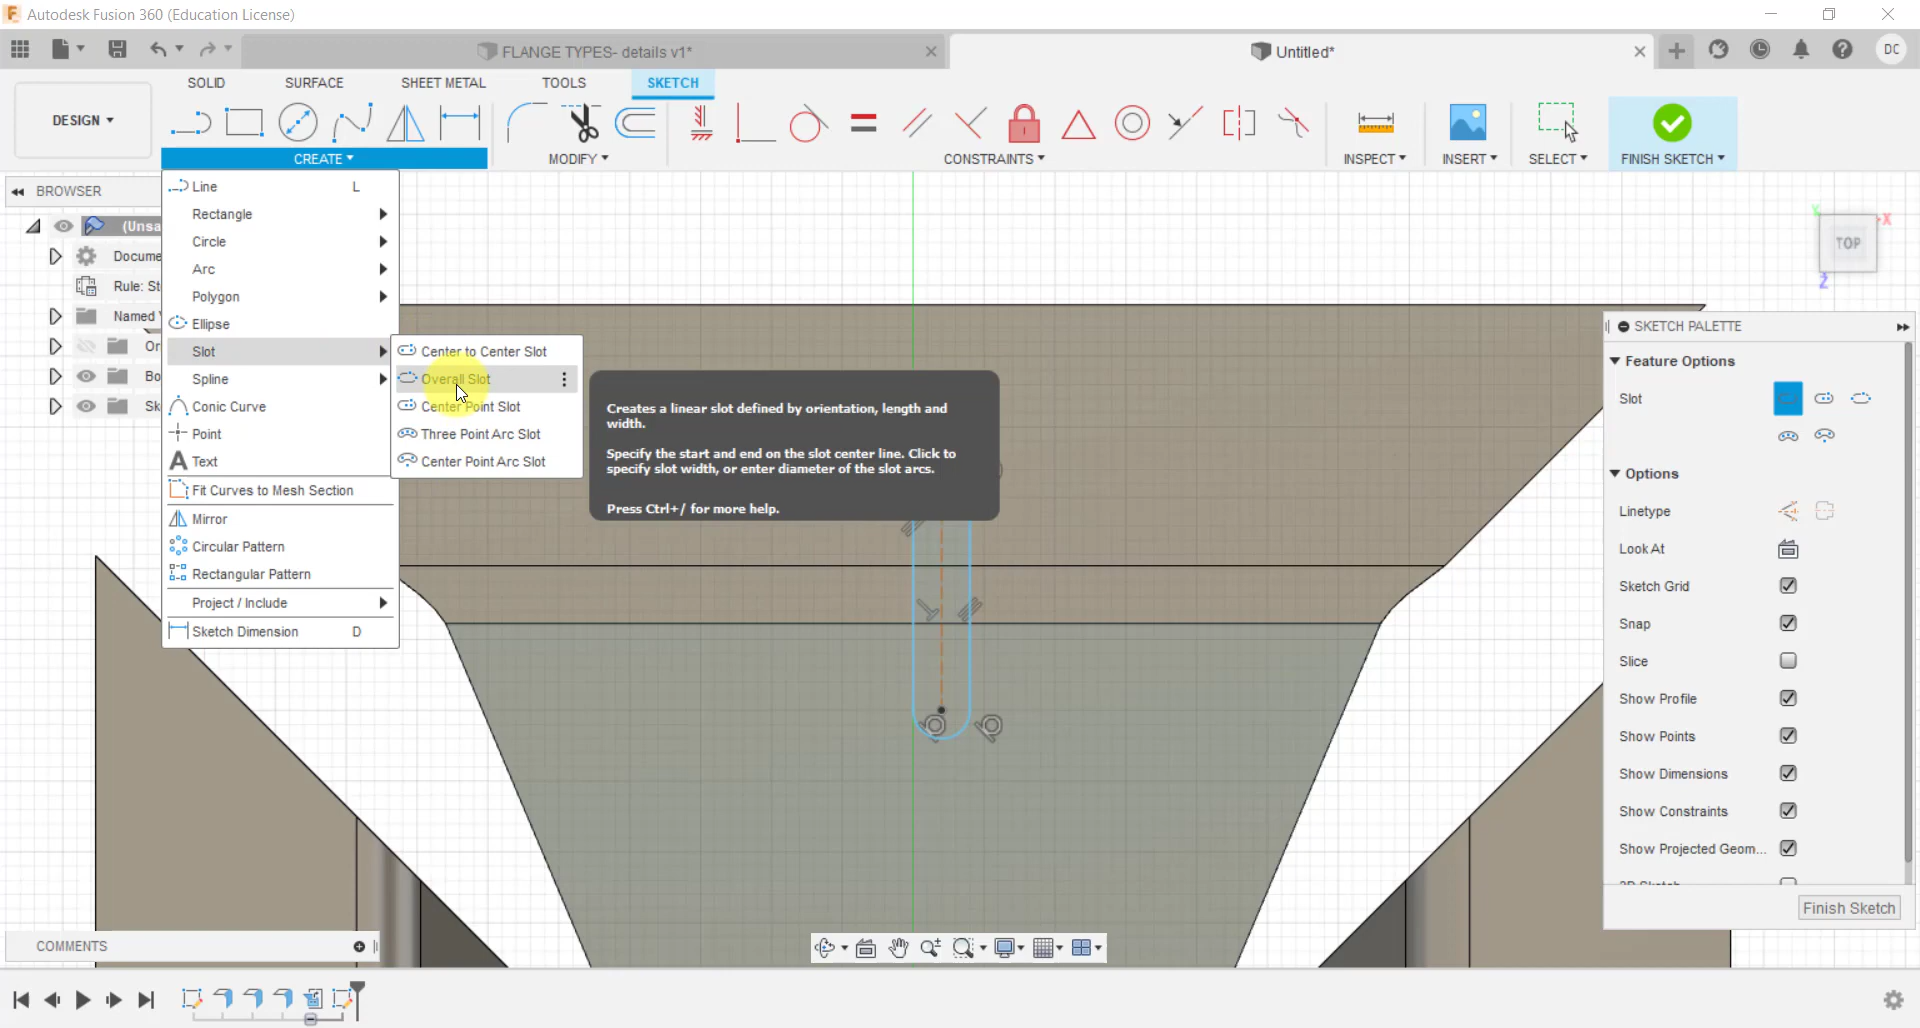 Autodesk Fusion 360 (Education License)
FLANGE TYPES- details v1*
Untitled*
DC
SOLID
SURFACE
SHEET METAL
TOOLS
SKETCH
DESIGN
CREATE
MODIFY
CONSTRAINTS
INSPECT
INSERT
SELECT
FINISH SKETCH
BROWSER
(Unsa
Docume
Rule: St
Named
Or
Bo
Sk
Line L
Rectangle
Circle
Arc
Polygon
Ellipse
Slot
Spline
Conic Curve
Point
Text
Fit Curves to Mesh Section
Mirror
Circular Pattern
Rectangular Pattern
Project / Include
Sketch Dimension D
Center to Center Slot
Overall Slot
Center Point Slot
Three Point Arc Slot
Center Point Arc Slot
Creates a linear slot defined by orientation, length and
width.
Specify the start and end on the slot center line. Click to
specify slot width, or enter diameter of the slot arcs.
Press Ctrl+/ for more help.
Y
X
TOP
Z
SKETCH PALETTE
Feature Options
Slot
Options
Linetype
Look At
Sketch Grid
Snap
Slice
Show Profile
Show Points
Show Dimensions
Show Constraints
Show Projected Geom...
Finish Sketch
COMMENTS